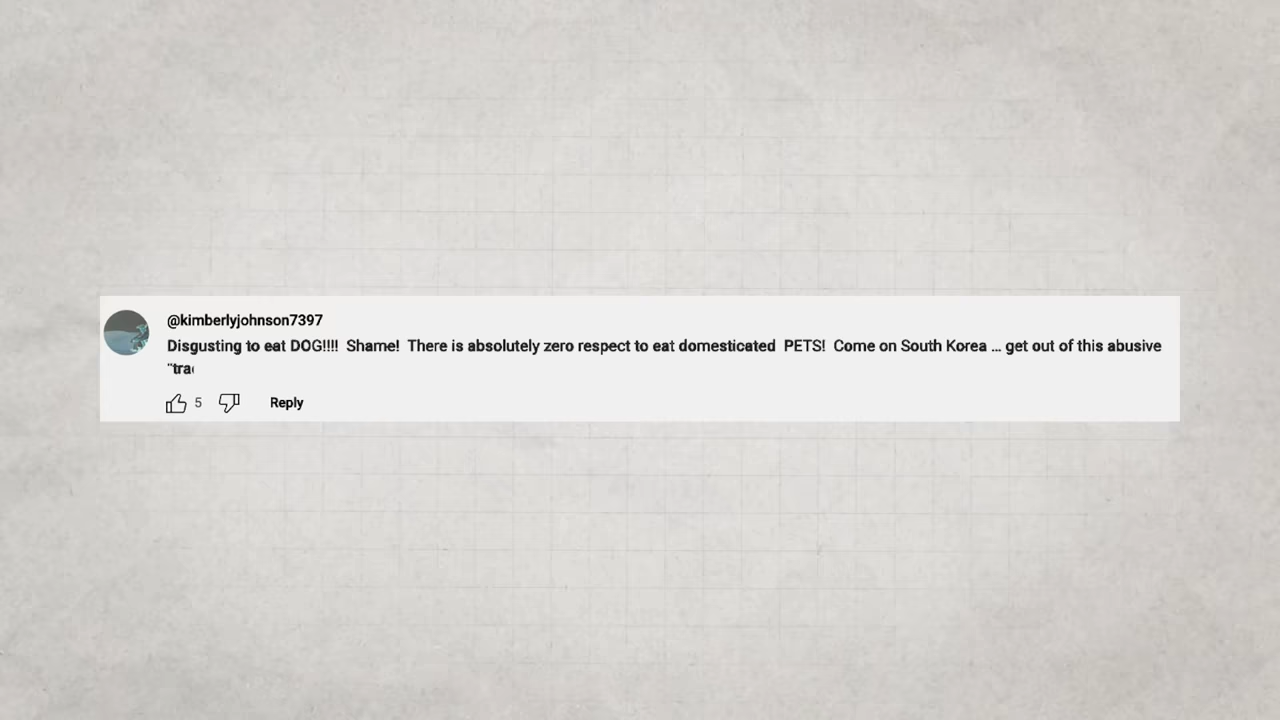 @kimberlyjohnson7397
Disgusting to eat DOG!!!! Shame! There is absolutely zero respect to eat domesticated PETS! Come on South Korea ... get out of this abusive
"tra
5
Reply